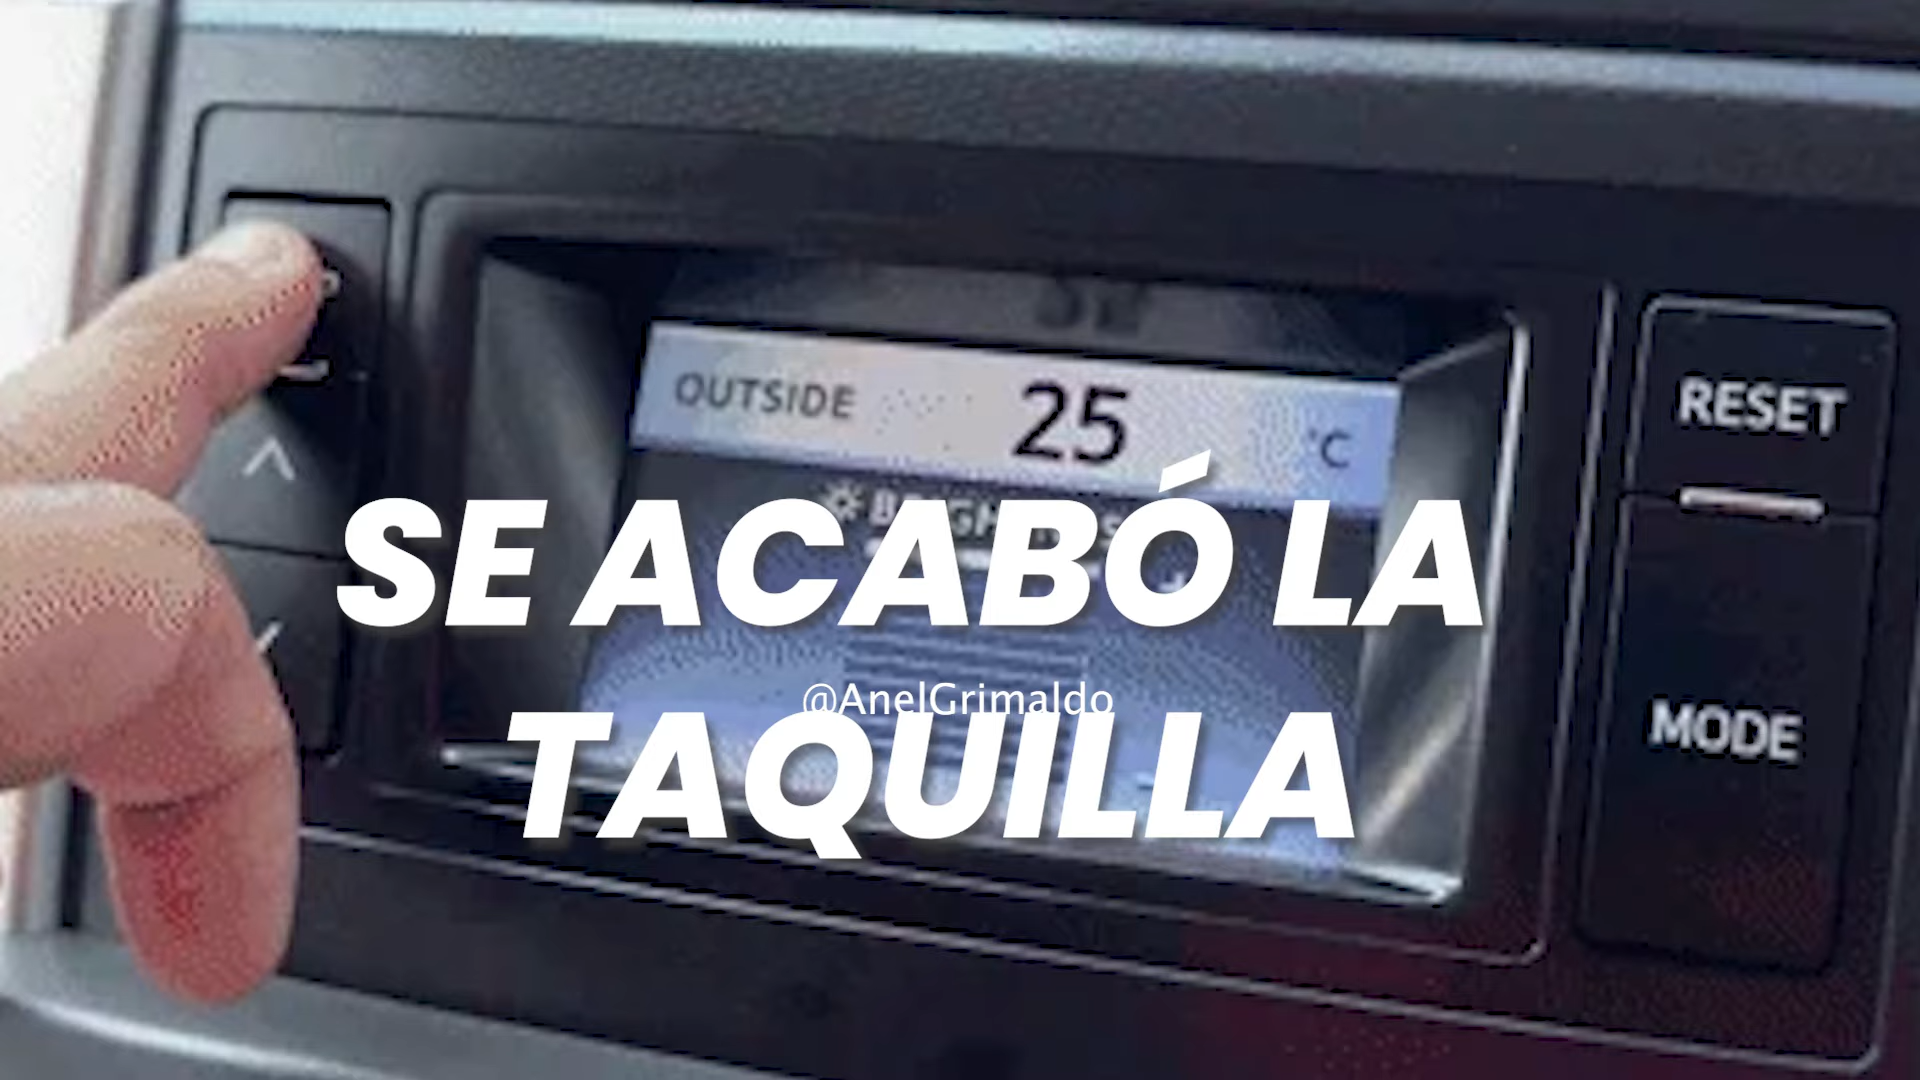 OUTSIDE 25 °C
RESET
SE ACABÓ LA
@AnelGrimaldo
MODE
TAQUILLA